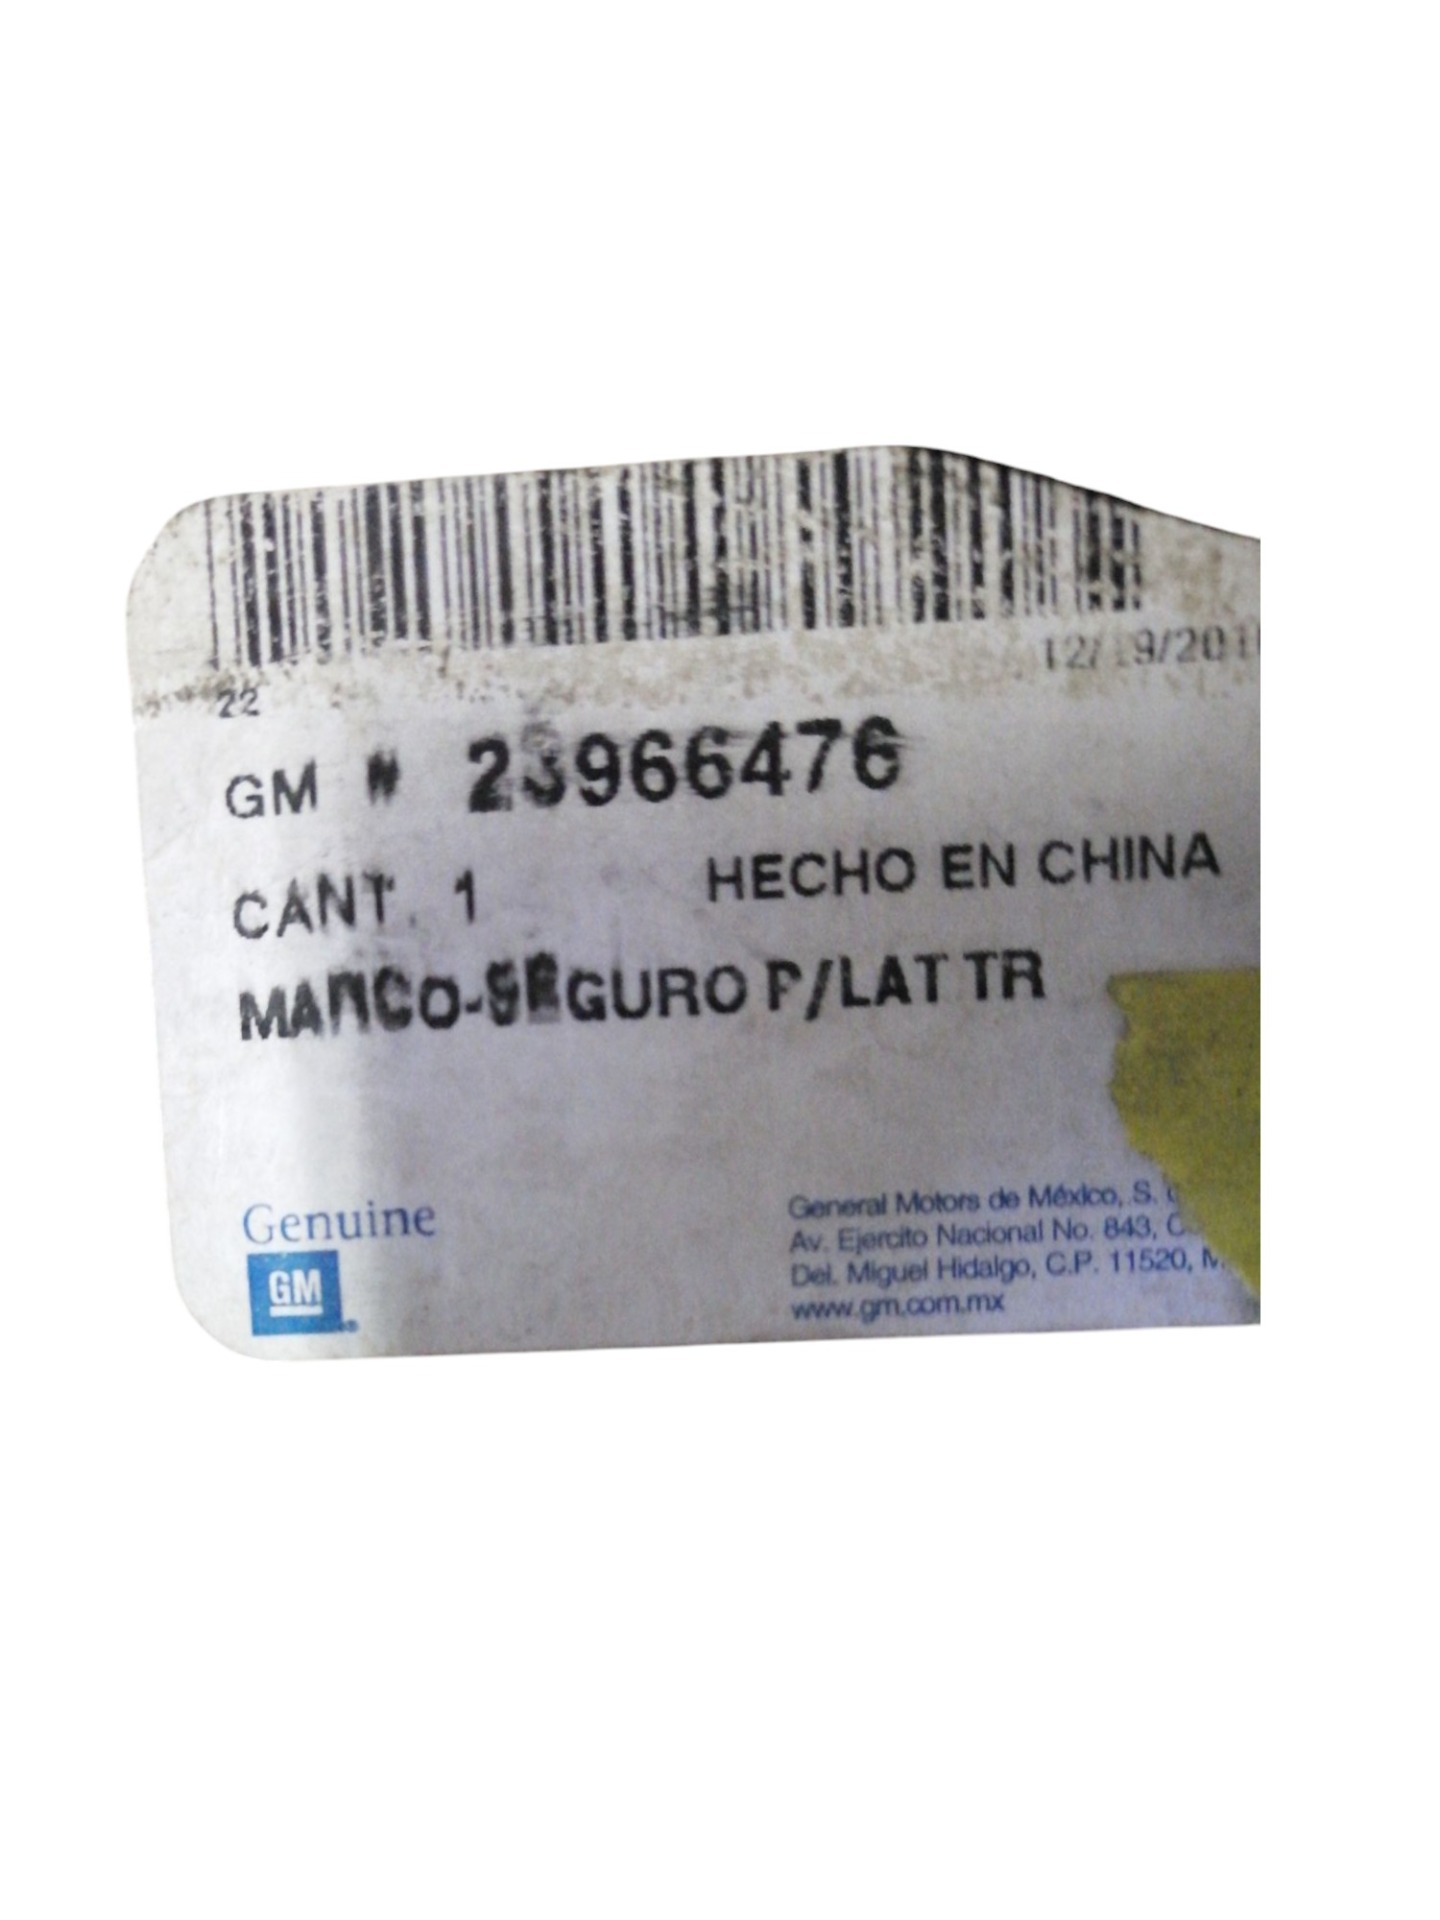 22
GM # 23966476
CANT. 1 HECHO EN CHINA
MARCO-SEGURO P/LAT TR
Genuine
GM
General Motors de México, S.
Av. Ejercito Nacional No. 843,
Del. Miguel Hidalgo, C.P. 11520,
www.gm.com.mx